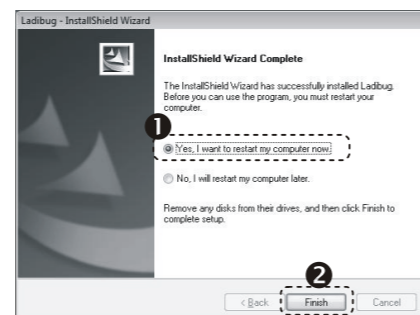 Ladibug - InstallShield Wizard
InstallShield Wizard Complete
The InstallShield Wizard has successfully installed Ladibug.
Before you can use the program, you must restart your
computer.
1
Yes, I want to restart my computer now.
No, I will restart my computer later.
Remove any disks from their drives, and then click Finish to
complete setup.
2
< Back
Finish
Cancel